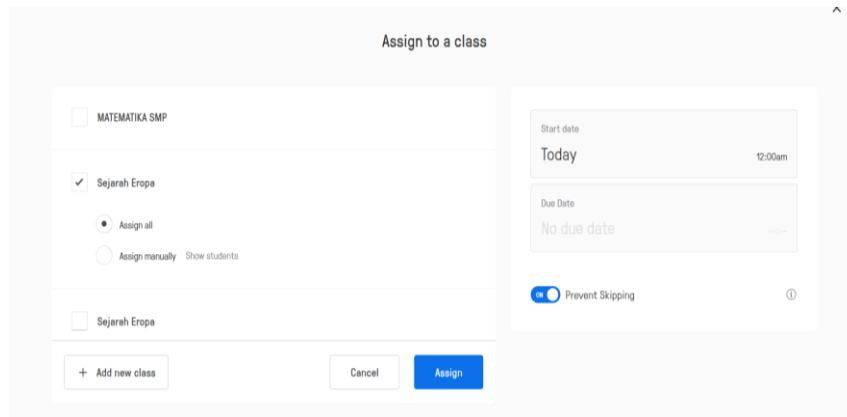 Assign to a class
MATEMATIKA SMP
Sejarah Eropa
Assign all
Assign manually Show students
Sejarah Eropa
+ Add new class
Cancel
Assign
Start date
Today 12:00am
Due Date
No due date --:--
ON Prevent Skipping